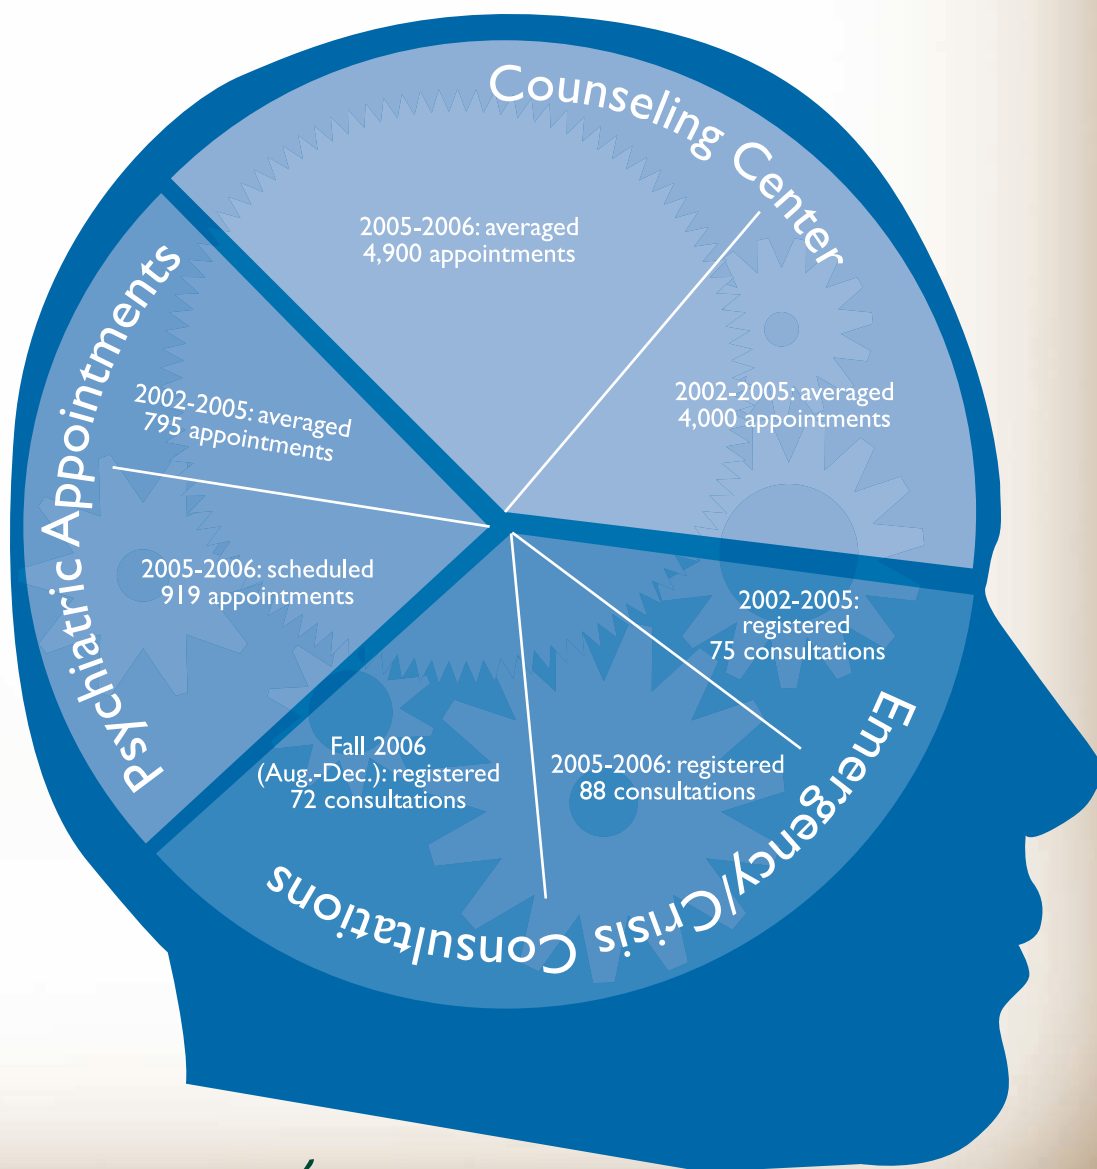 Counseling Center
2005-2006: averaged
4,900 appointments
2002-2005: averaged
4,000 appointments
Psychiatric Appointments
2002-2005: averaged
795 appointments
2005-2006: scheduled
919 appointments
2002-2005:
registered
75 consultations
2005-2006: registered
88 consultations
Fall 2006
(Aug.-Dec.): registered
72 consultations
Emergency/Crisis Consultations